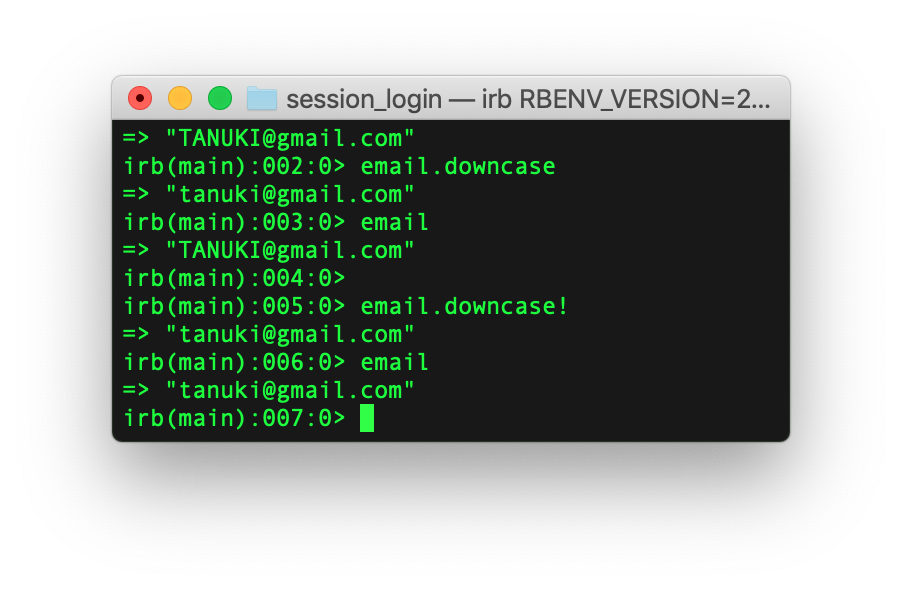 session_login — irb RBENV_VERSION=2...
=> "TANUKI@gmail.com"
irb(main):002:0> email.downcase
=> "tanuki@gmail.com"
irb(main):003:0> email
=> "TANUKI@gmail.com"
irb(main):004:0>
irb(main):005:0> email.downcase!
=> "tanuki@gmail.com"
irb(main):006:0> email
=> "tanuki@gmail.com"
irb(main):007:0>